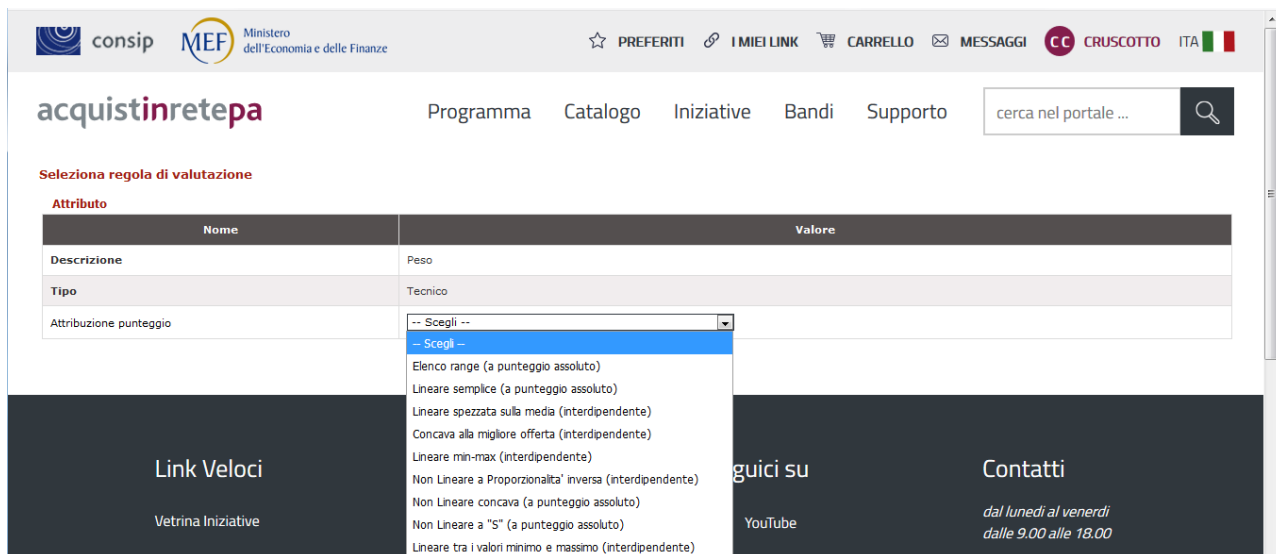 consip MEF Ministero
dell'Economia e delle Finanze
PREFERITI I MIEI LINK CARRELLO MESSAGGI CC CRUSCOTTO ITA
acquistinretepa Programma Catalogo Iniziative Bandi Supporto cerca nel portale ...
Seleziona regola di valutazione
Attributo
Nome Valore
Descrizione Peso
Tipo Tecnico
Attribuzione punteggio -- Scegli --
-- Scegli --
Elenco range (a punteggio assoluto)
Lineare semplice (a punteggio assoluto)
Lineare spezzata sulla media (interdipendente)
Concava alla migliore offerta (interdipendente)
Lineare min-max (interdipendente)
Non Lineare a Proporzionalita' inversa (interdipendente)
Non Lineare concava (a punteggio assoluto)
Non Lineare a "S" (a punteggio assoluto)
Lineare tra i valori minimo e massimo (interdipendente)
Link Veloci
Vetrina Iniziative
guici su
YouTube
Contatti
dal lunedi al venerdi
dalle 9.00 alle 18.00